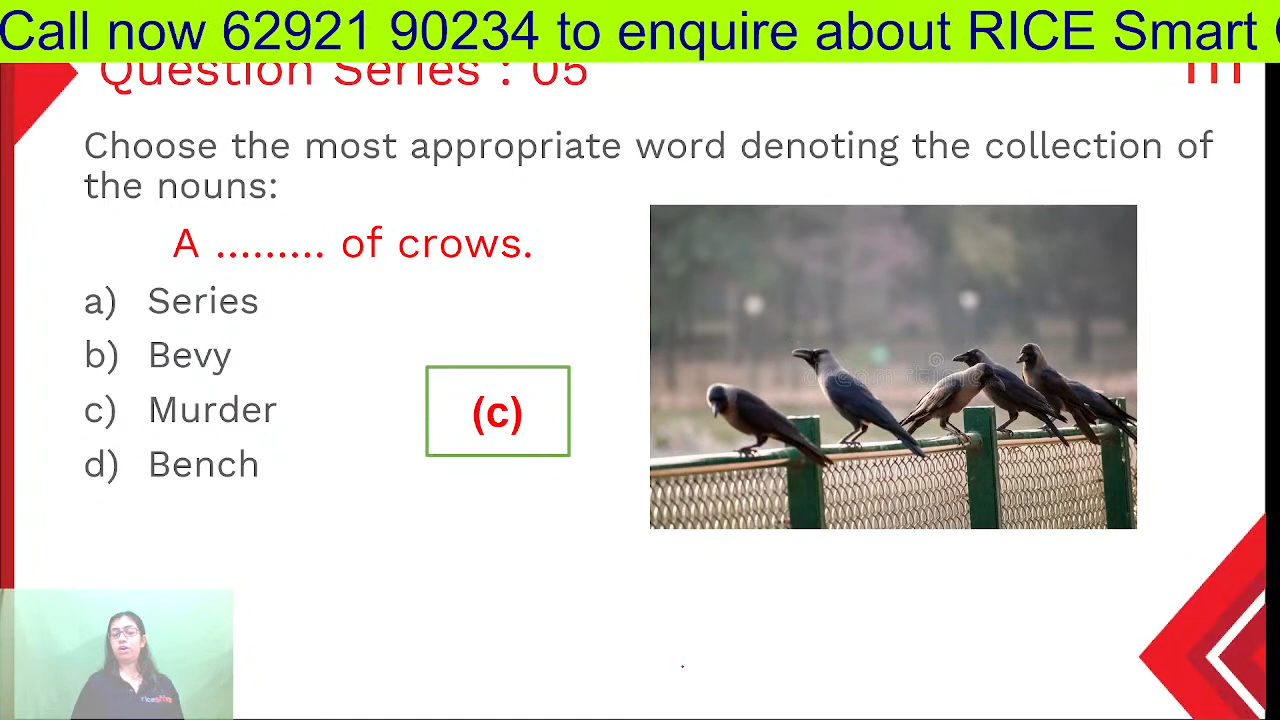 Call now 62921 90234 to enquire about RICE Smart
Question Series : 05
Choose the most appropriate word denoting the collection of
the nouns:
A ......... of crows.
a) Series
b) Bevy
c) Murder
d) Bench
(c)
dreamstime